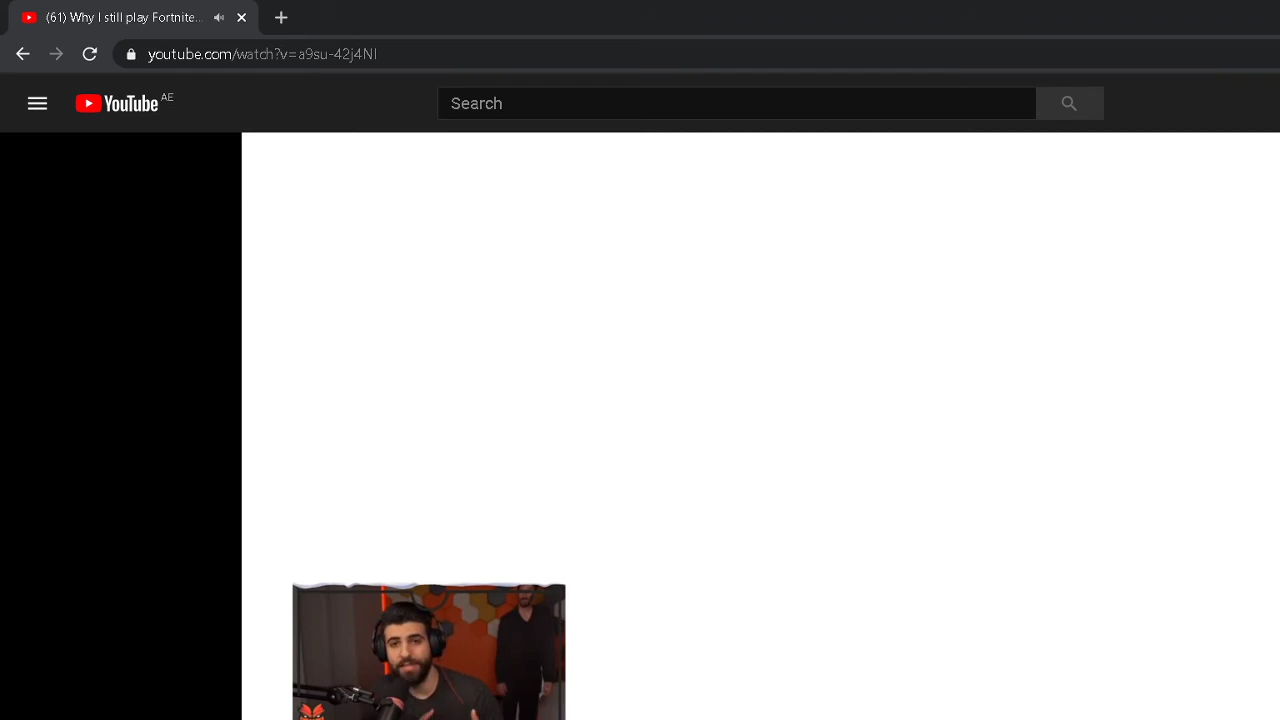 (61) Why I still play Fortnite...
youtube.com/watch?v=a9su-42j4NI
YouTube AE
Search